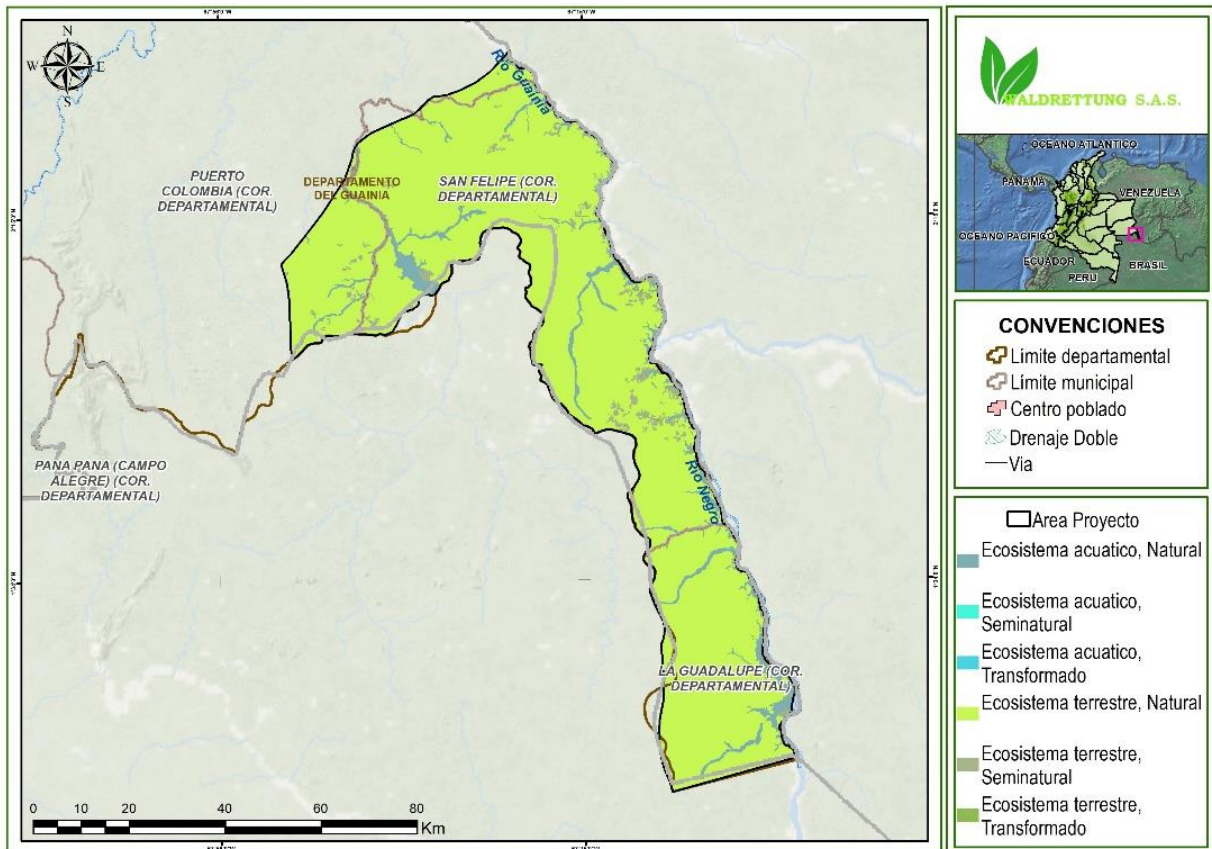 N
W
E
S
Río Guainía
PUERTO
COLOMBIA (COR.
DEPARTAMENTAL)
DEPARTAMENTO
DEL GUAINIA
SAN FELIPE (COR.
DEPARTAMENTAL)
PANA PANA (CAMPO
ALEGRE) (COR.
DEPARTAMENTAL)
Río Negro
LA GUADALUPE (COR.
DEPARTAMENTAL)
0 10 20 40 60 80
Km
WALDRETTUNG S.A.S.
OCEANO ATLANTICO
PANAMA
VENEZUELA
OCEANO PACIFICO
ECUADOR
BRASIL
PERU
CONVENCIONES
Límite departamental
Límite municipal
Centro poblado
Drenaje Doble
Via
Area Proyecto
Ecosistema acuatico, Natural
Ecosistema acuatico,
Seminatural
Ecosistema acuatico,
Transformado
Ecosistema terrestre, Natural
Ecosistema terrestre,
Seminatural
Ecosistema terrestre,
Transformado